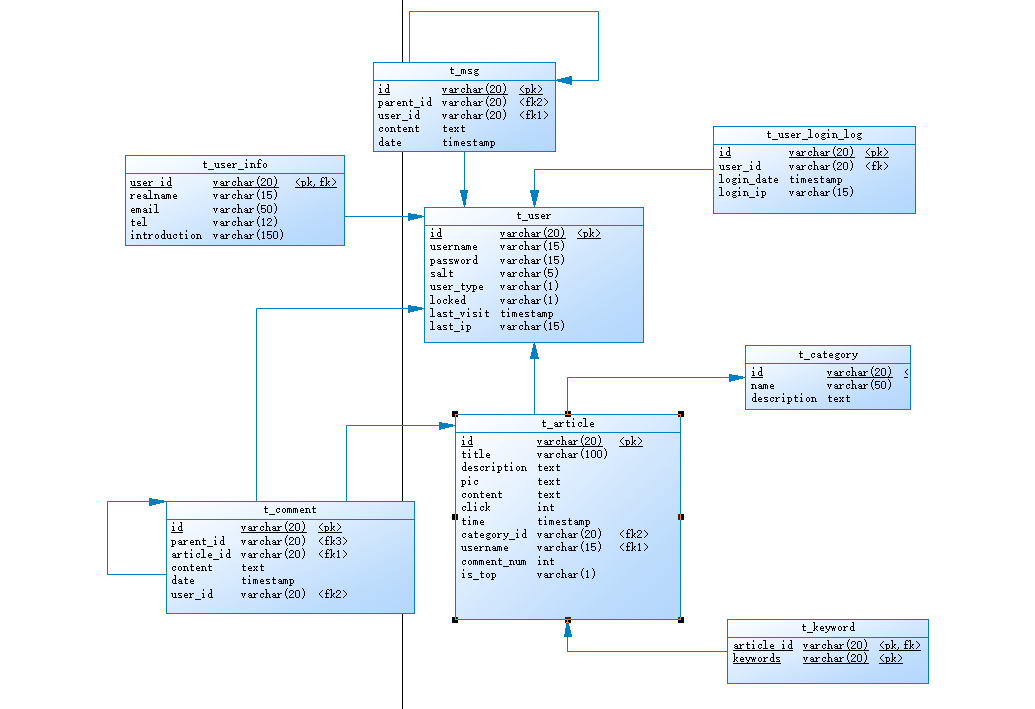 t_msg
id varchar(20) <pk>
parent_id varchar(20) <fk2>
user_id varchar(20) <fk1>
content text
date timestamp
t_user_login_log
id varchar(20) <pk>
user_id varchar(20) <fk>
login_date timestamp
login_ip varchar(15)
t_user_info
user_id varchar(20) <pk,fk>
realname varchar(15)
email varchar(50)
tel varchar(12)
introduction varchar(150)
t_user
id varchar(20) <pk>
username varchar(15)
password varchar(15)
salt varchar(5)
user_type varchar(1)
locked varchar(1)
last_visit timestamp
last_ip varchar(15)
t_category
id varchar(20) <
name varchar(50)
description text
t_article
id varchar(20) <pk>
title varchar(100)
description text
pic text
content text
click int
time timestamp
category_id varchar(20) <fk2>
username varchar(15) <fk1>
comment_num int
is_top varchar(1)
t_comment
id varchar(20) <pk>
parent_id varchar(20) <fk3>
article_id varchar(20) <fk1>
content text
date timestamp
user_id varchar(20) <fk2>
t_keyword
article_id varchar(20) <pk,fk>
keywords varchar(20) <pk>